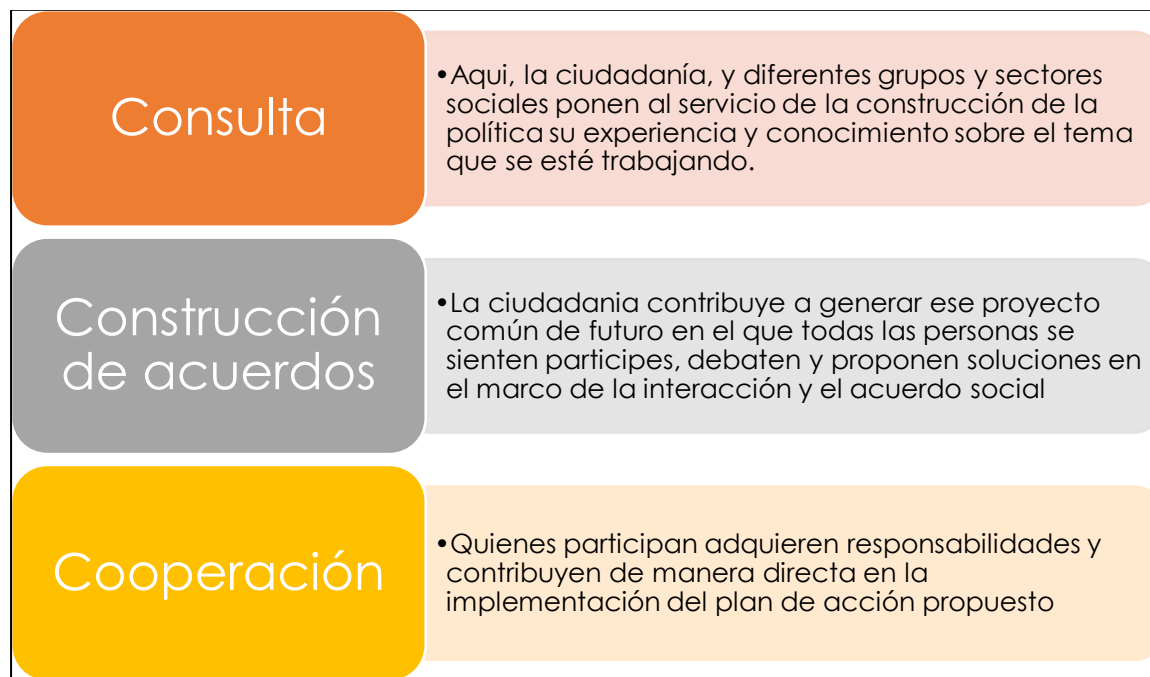 Consulta
•Aqui, la ciudadanía, y diferentes grupos y sectores
sociales ponen al servicio de la construcción de la
política su experiencia y conocimiento sobre el tema
que se esté trabajando.
Construcción
de acuerdos
•La ciudadania contribuye a generar ese proyecto
común de futuro en el que todas las personas se
sienten participes, debaten y proponen soluciones en
el marco de la interacción y el acuerdo social
Cooperación
•Quienes participan adquieren responsabilidades y
contribuyen de manera directa en la
implementación del plan de acción propuesto